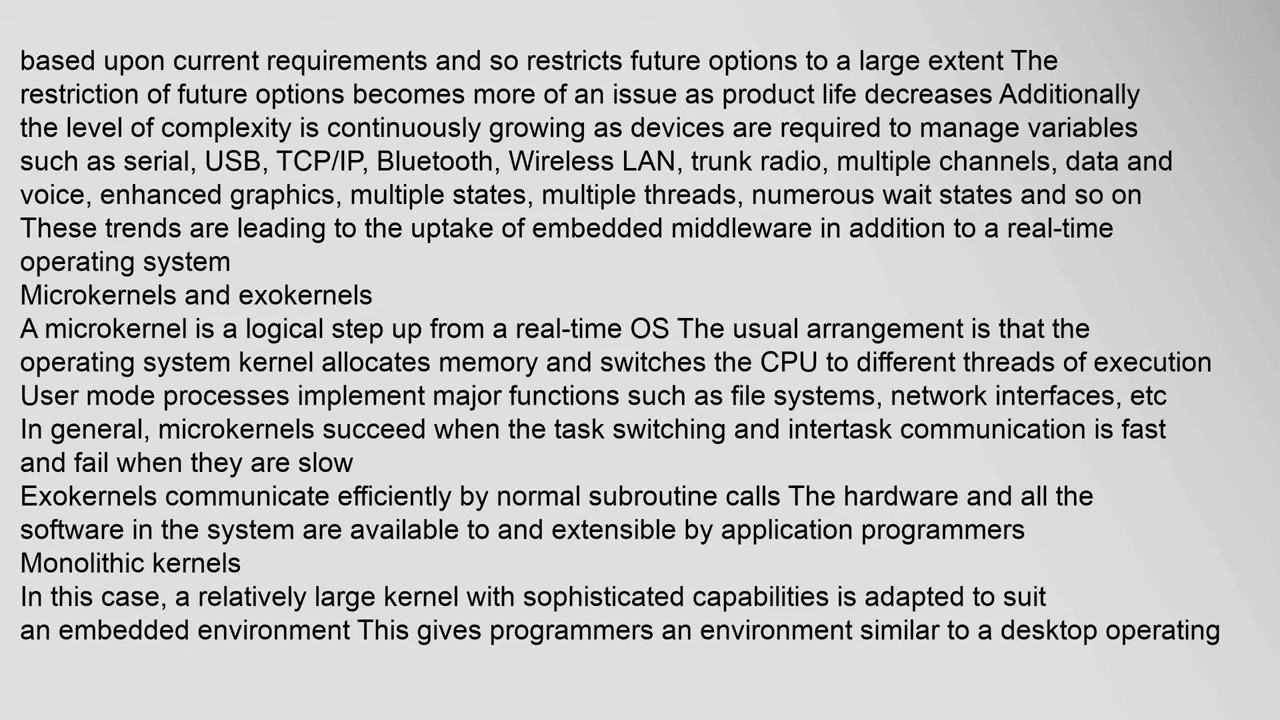 based upon current requirements and so restricts future options to a large extent The
restriction of future options becomes more of an issue as product life decreases Additionally
the level of complexity is continuously growing as devices are required to manage variables
such as serial, USB, TCP/IP, Bluetooth, Wireless LAN, trunk radio, multiple channels, data and
voice, enhanced graphics, multiple states, multiple threads, numerous wait states and so on
These trends are leading to the uptake of embedded middleware in addition to a real-time
operating system
Microkernels and exokernels
A microkernel is a logical step up from a real-time OS The usual arrangement is that the
operating system kernel allocates memory and switches the CPU to different threads of execution
User mode processes implement major functions such as file systems, network interfaces, etc
In general, microkernels succeed when the task switching and intertask communication is fast
and fail when they are slow
Exokernels communicate efficiently by normal subroutine calls The hardware and all the
software in the system are available to and extensible by application programmers
Monolithic kernels
In this case, a relatively large kernel with sophisticated capabilities is adapted to suit
an embedded environment This gives programmers an environment similar to a desktop operating